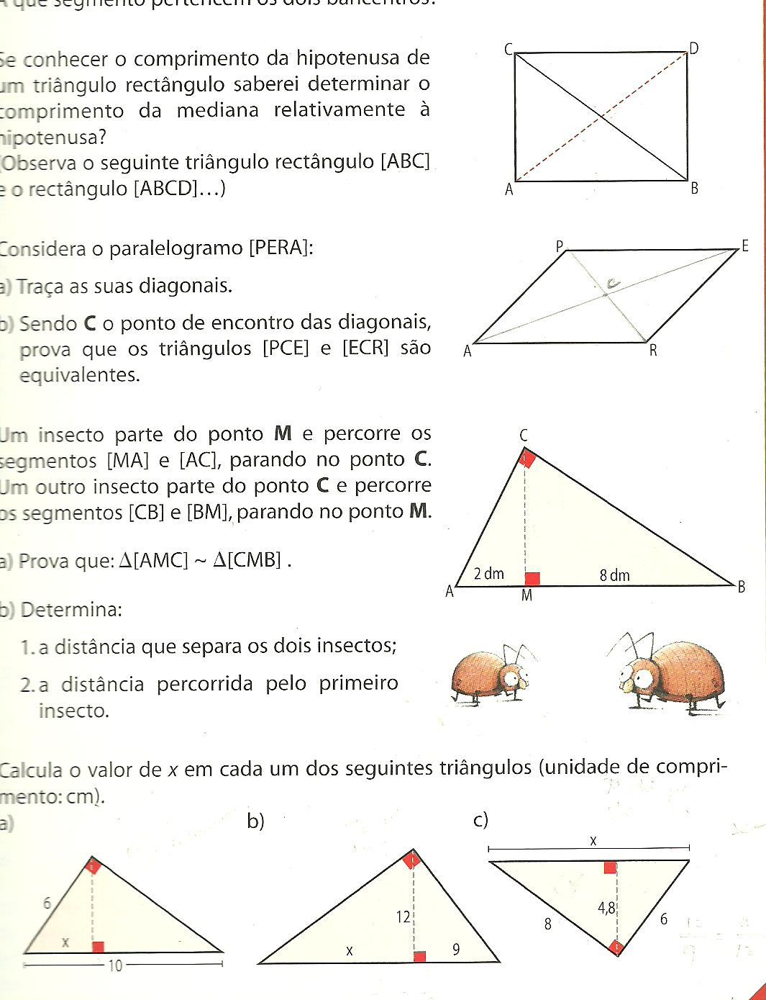 A que segmento pertencem os dois baricentros?
Se conhecer o comprimento da hipotenusa de
um triângulo rectângulo saberei determinar o
comprimento da mediana relativamente à
hipotenusa?
(Observa o seguinte triângulo rectângulo [ABC]
e o rectângulo [ABCD]...)
C
D
A
B
Considera o paralelogramo [PERA]:
a) Traça as suas diagonais.
b) Sendo C o ponto de encontro das diagonais,
prova que os triângulos [PCE] e [ECR] são
equivalentes.
P
E
C
A
R
Um insecto parte do ponto M e percorre os
segmentos [MA] e [AC], parando no ponto C.
Um outro insecto parte do ponto C e percorre
os segmentos [CB] e [BM], parando no ponto M.
a) Prova que: Δ[AMC] ~ Δ[CMB] .
b) Determina:
1. a distância que separa os dois insectos;
2. a distância percorrida pelo primeiro
insecto.
C
2 dm
8 dm
A
M
B
Calcula o valor de x em cada um dos seguintes triângulos (unidade de compri-
mento: cm).
a)
6
x
10
b)
12
x
9
c)
x
4,8
8
6